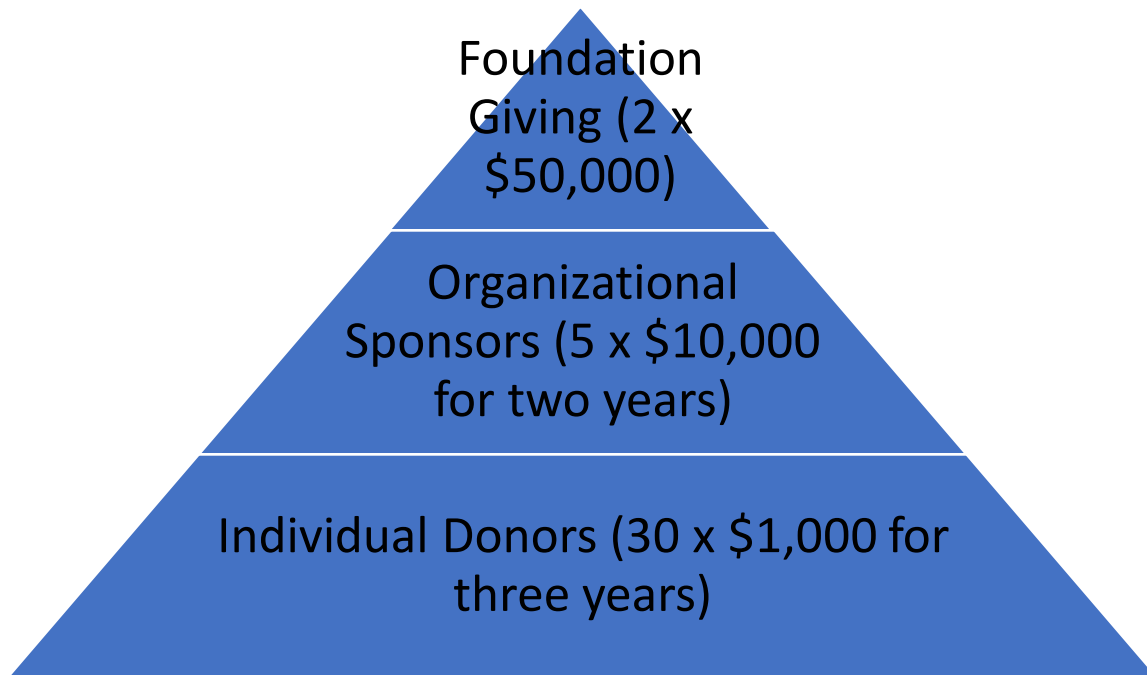 Foundation
Giving (2 x
$50,000)
Organizational
Sponsors (5 x $10,000
for two years)
Individual Donors (30 x $1,000 for
three years)